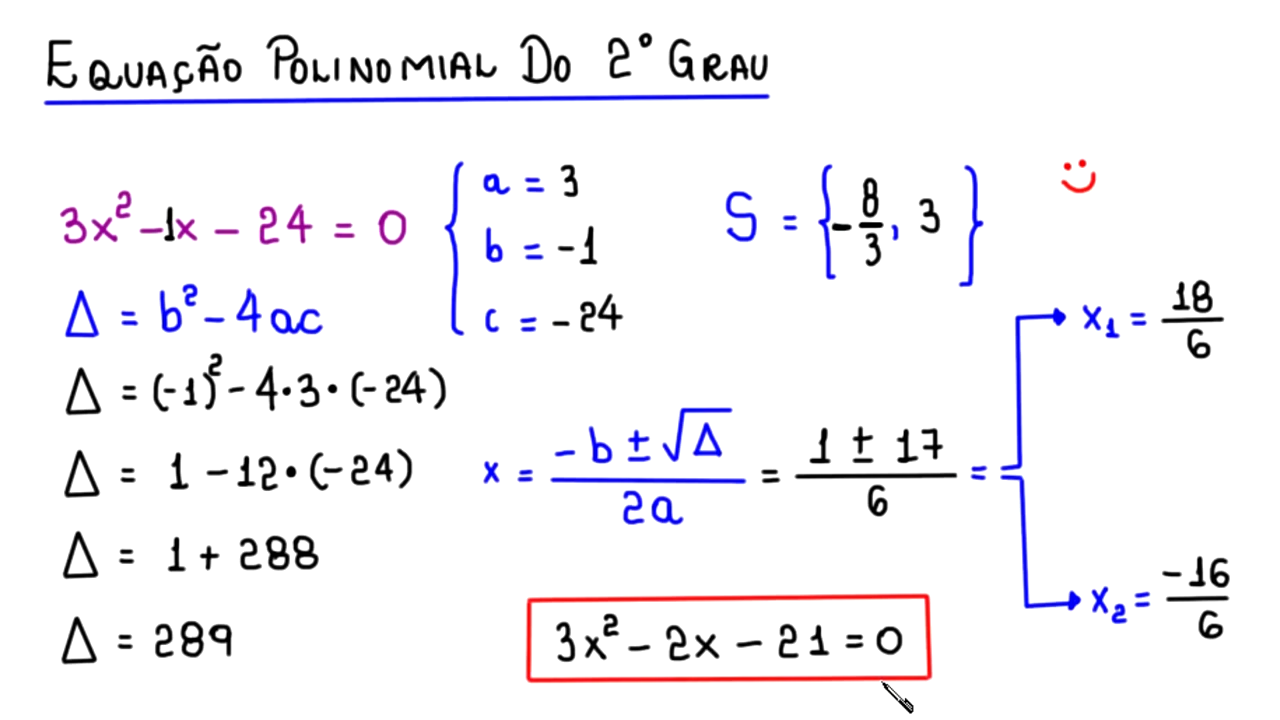 EQUAÇÃO POLINOMIAL DO 2° GRAU
3x² -1x - 24 = 0
a = 3
b = -1
c = -24
S = {-8/3, 3}
Δ = b² - 4ac
Δ = (-1)² - 4·3·(-24)
Δ = 1 - 12·(-24)
Δ = 1 + 288
Δ = 289
x = (-b ± √Δ)/2a = (1 ± 17)/6 =
x₁ = 18/6
x₂ = -16/6
3x² - 2x - 21 = 0